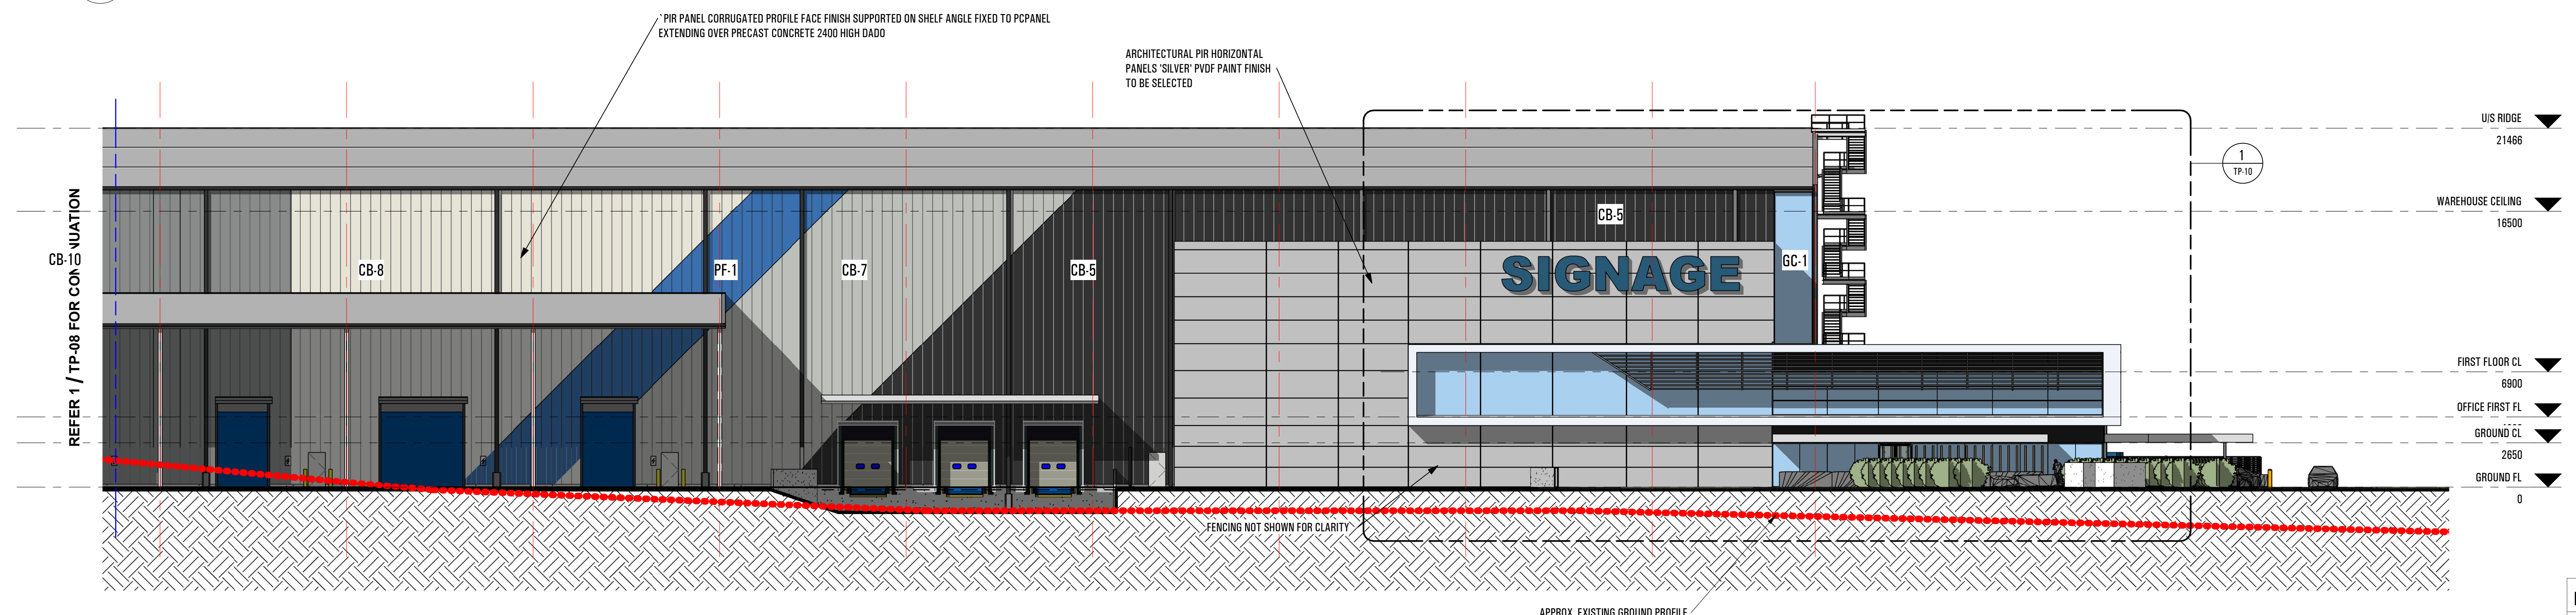 `PIR PANEL CORRUGATED PROFILE FACE FINISH SUPPORTED ON SHELF ANGLE FIXED TO PCPANEL
EXTENDING OVER PRECAST CONCRETE 2400 HIGH DADO
ARCHITECTURAL PIR HORIZONTAL
PANELS 'SILVER' PVDF PAINT FINISH
TO BE SELECTED
U/S RIDGE
21466
1
TP-10
WAREHOUSE CEILING
16500
REFER 1 / TP-08 FOR CONTINUATION
CB-10
CB-8
PF-1
CB-7
CB-5
CB-5
GC-1
SIGNAGE
FIRST FLOOR CL
6900
OFFICE FIRST FL
GROUND CL
2650
GROUND FL
0
FENCING NOT SHOWN FOR CLARITY
APPROX. EXISTING GROUND PROFILE